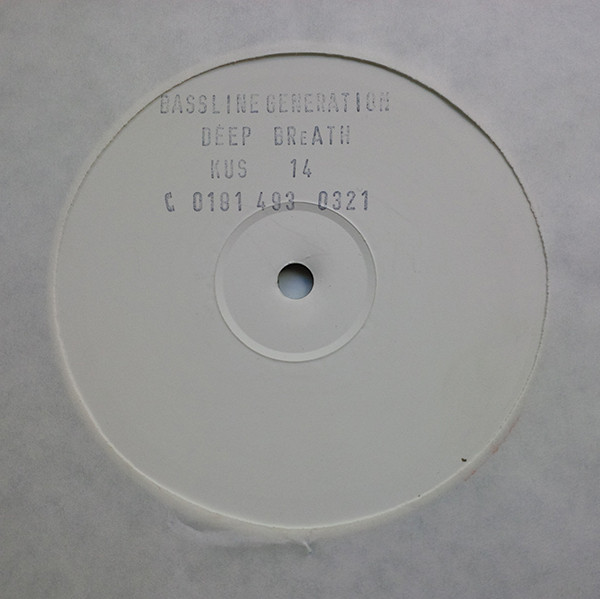 BASSLINE GENERATION
DEEP BREATH
KUS 14
0181 493 0321